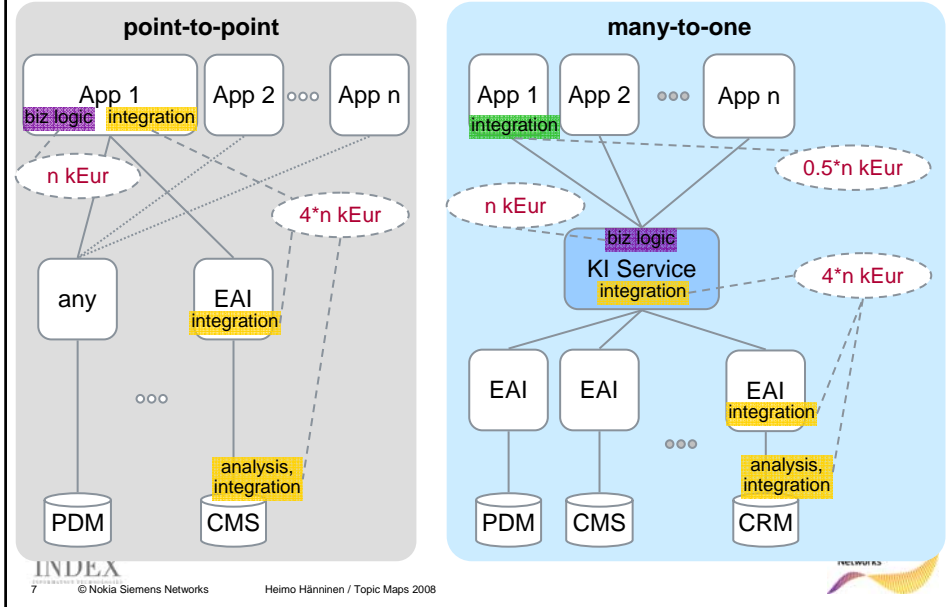 point-to-point
App 1
biz logic
integration
App 2
App n
n kEur
4*n kEur
any
EAI
integration
analysis,
integration
PDM
CMS
many-to-one
App 1
integration
App 2
App n
0.5*n kEur
n kEur
biz logic
KI Service
integration
4*n kEur
EAI
EAI
EAI
integration
analysis,
integration
PDM
CMS
CRM
INDEX
INFORMATION TECHNOLOGIES
7 © Nokia Siemens Networks Heimo Hänninen / Topic Maps 2008
Networks